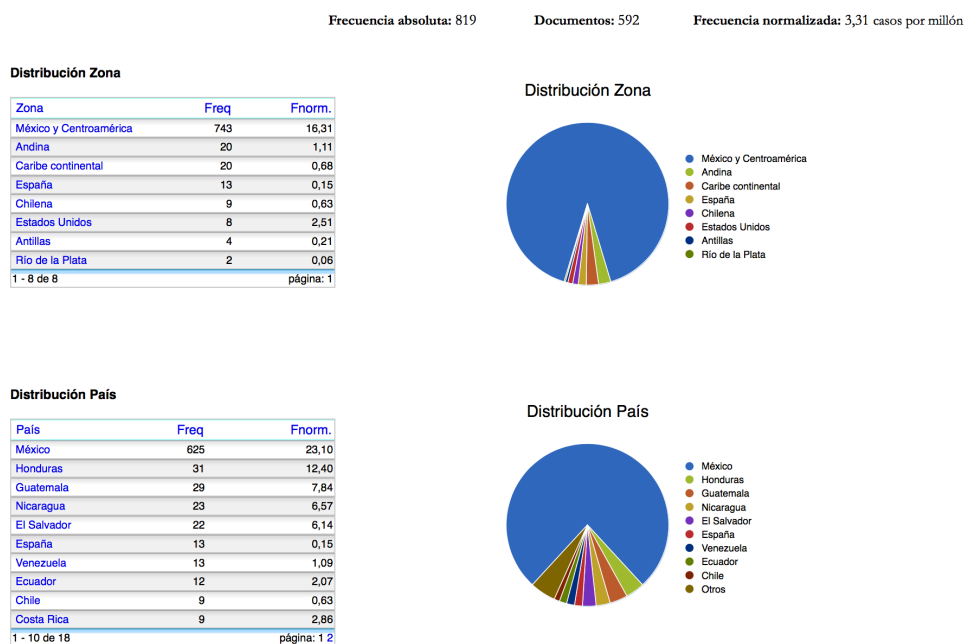 Frecuencia absoluta: 819 Documentos: 592 Frecuencia normalizada: 3,31 casos por millón
Distribución Zona
Zona Freq Fnorm.
México y Centroamérica 743 16,31
Andina 20 1,11
Caribe continental 20 0,68
España 13 0,15
Chilena 9 0,63
Estados Unidos 8 2,51
Antillas 4 0,21
Río de la Plata 2 0,06
1 - 8 de 8 página: 1
Distribución Zona
México y Centroamérica
Andina
Caribe continental
España
Chilena
Estados Unidos
Antillas
Río de la Plata
Distribución País
País Freq Fnorm.
México 625 23,10
Honduras 31 12,40
Guatemala 29 7,84
Nicaragua 23 6,57
El Salvador 22 6,14
España 13 0,15
Venezuela 13 1,09
Ecuador 12 2,07
Chile 9 0,63
Costa Rica 9 2,86
1 - 10 de 18 página: 1 2
Distribución País
México
Honduras
Guatemala
Nicaragua
El Salvador
España
Venezuela
Ecuador
Chile
Otros